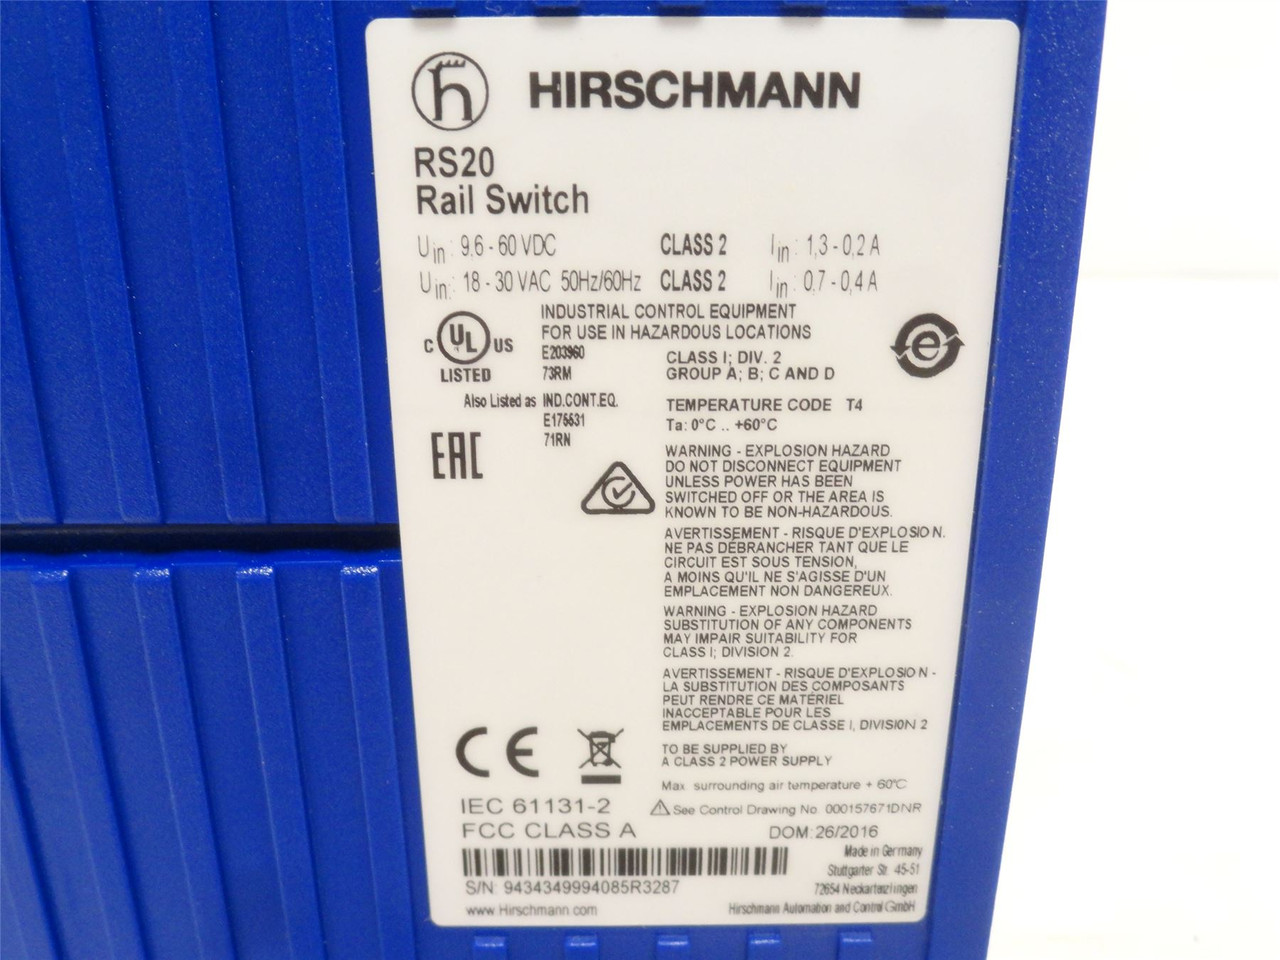 HIRSCHMANN
RS20
Rail Switch
Uin: 9,6 - 60 VDC CLASS 2 Iin : 1,3 - 0,2 A
Uin: 18 - 30 VAC 50Hz/60Hz CLASS 2 Iin : 0,7 - 0,4 A
INDUSTRIAL CONTROL EQUIPMENT
FOR USE IN HAZARDOUS LOCATIONS
C UL US
LISTED
E203960
73RM
CLASS I; DIV. 2
GROUP A; B; C AND D
e
Also Listed as IND.CONT.EQ.
E175531
71RN
TEMPERATURE CODE T4
Ta: 0°C .. +60°C
EAC
WARNING - EXPLOSION HAZARD
DO NOT DISCONNECT EQUIPMENT
UNLESS POWER HAS BEEN
SWITCHED OFF OR THE AREA IS
KNOWN TO BE NON-HAZARDOUS.
AVERTISSEMENT - RISQUE D'EXPLOSION.
NE PAS DÉBRANCHER TANT QUE LE
CIRCUIT EST SOUS TENSION,
A MOINS QU'IL NE S'AGISSE D'UN
EMPLACEMENT NON DANGEREUX.
WARNING - EXPLOSION HAZARD
SUBSTITUTION OF ANY COMPONENTS
MAY IMPAIR SUITABILITY FOR
CLASS I; DIVISION 2.
AVERTISSEMENT - RISQUE D'EXPLOSION -
LA SUBSTITUTION DES COMPOSANTS
PEUT RENDRE CE MATÉRIEL
INACCEPTABLE POUR LES
EMPLACEMENTS DE CLASSE I, DIVISION 2
TO BE SUPPLIED BY
A CLASS 2 POWER SUPPLY
Max. surrounding air temperature + 60°C
CE
IEC 61131-2
FCC CLASS A
See Control Drawing No. 000157671DNR
DOM: 26/2016
Made in Germany
Stuttgarter Str. 45-51
72654 Neckartenzlingen
Hirschmann Automation and Control GmbH
S/N: 9434349994085R3287
www.Hirschmann.com